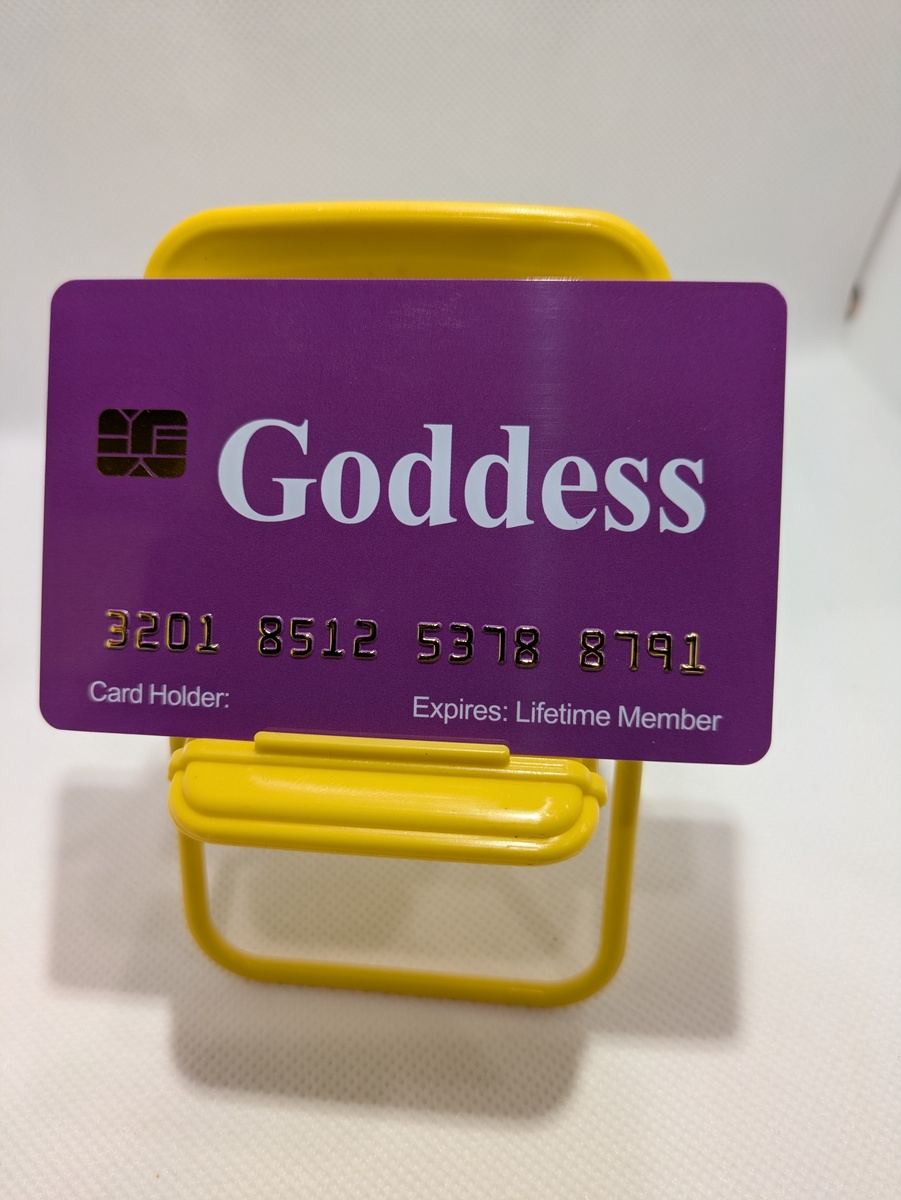 Goddess
3201 8512 5378 8791
Card Holder:
Expires: Lifetime Member